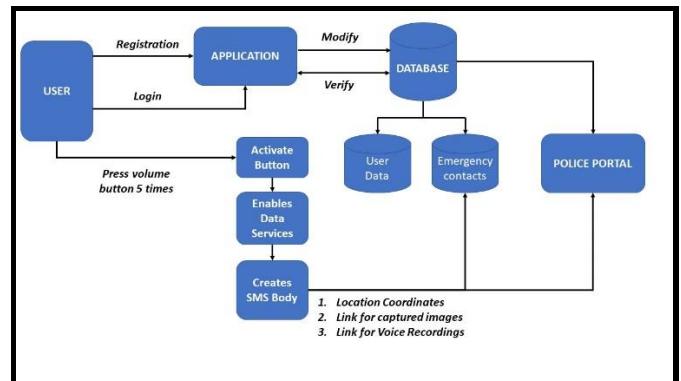 Registration
APPLICATION
Modify
DATABASE
Verify
USER
Login
Press volume
button 5 times
Activate
Button
User
Data
Emergency
contacts
POLICE PORTAL
Enables
Data
Services
Creates
SMS Body
1. Location Coordinates
2. Link for captured images
3. Link for Voice Recordings